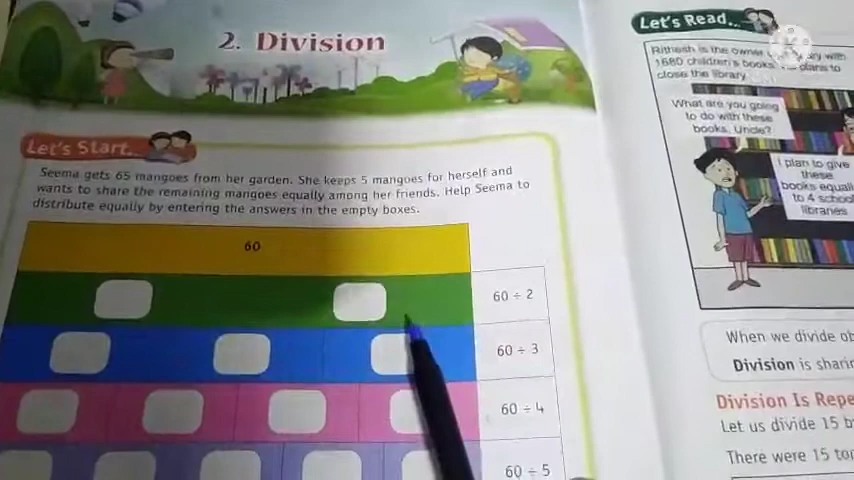 2. Division
Let's Start...
Seema gets 65 mangoes from her garden. She keeps 5 mangoes for herself and
wants to share the remaining mangoes equally among her friends. Help Seema to
distribute equally by entering the answers in the empty boxes.
60
60 ÷ 2
60 ÷ 3
60 ÷ 4
60 ÷ 5
Let's Read...
Rithesh is the owner with
1680 children's books. He plans to
close the library
What are you going
to do with these
books, Uncle?
I plan to give
these
books equally
to 4 school
libraries
When we divide
Division is
Division Is
Let us divide 15
There were 15